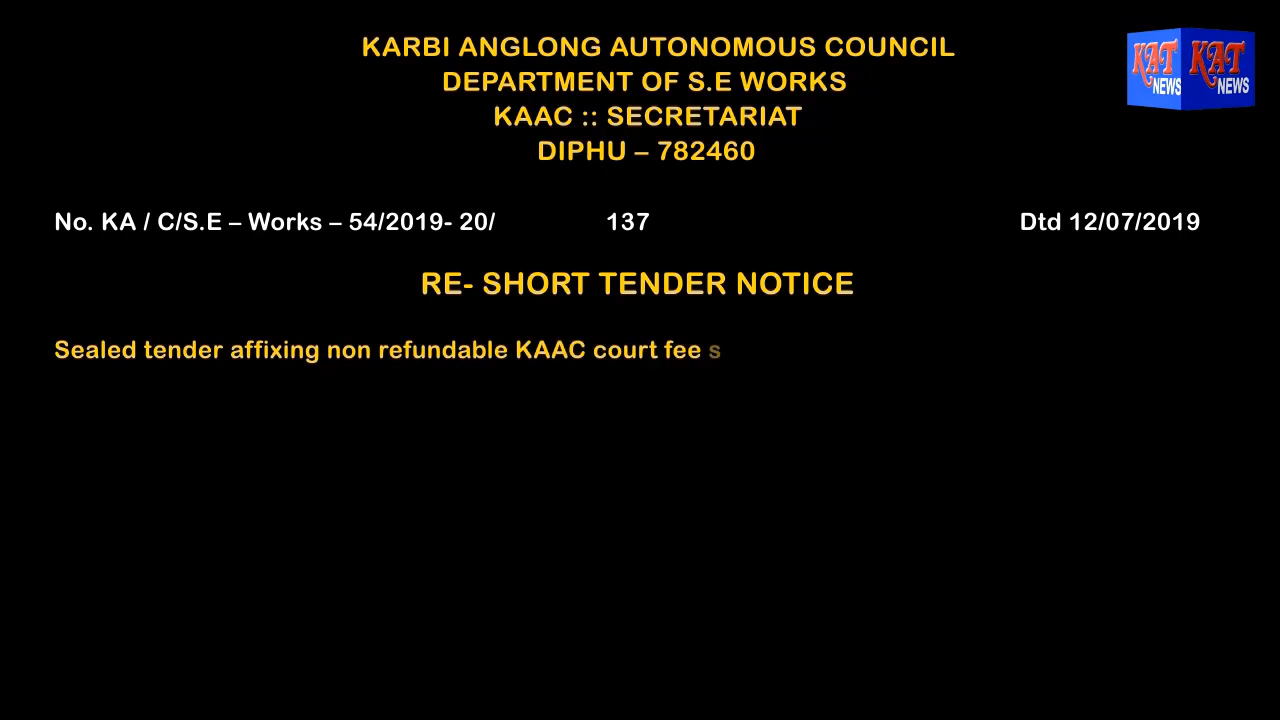 KARBI ANGLONG AUTONOMOUS COUNCIL
DEPARTMENT OF S.E WORKS
KAAC :: SECRETARIAT
DIPHU – 782460
KAT NEWS KAT NEWS
No. KA / C/S.E – Works – 54/2019- 20/ 137 Dtd 12/07/2019
RE- SHORT TENDER NOTICE
Sealed tender affixing non refundable KAAC court fee s